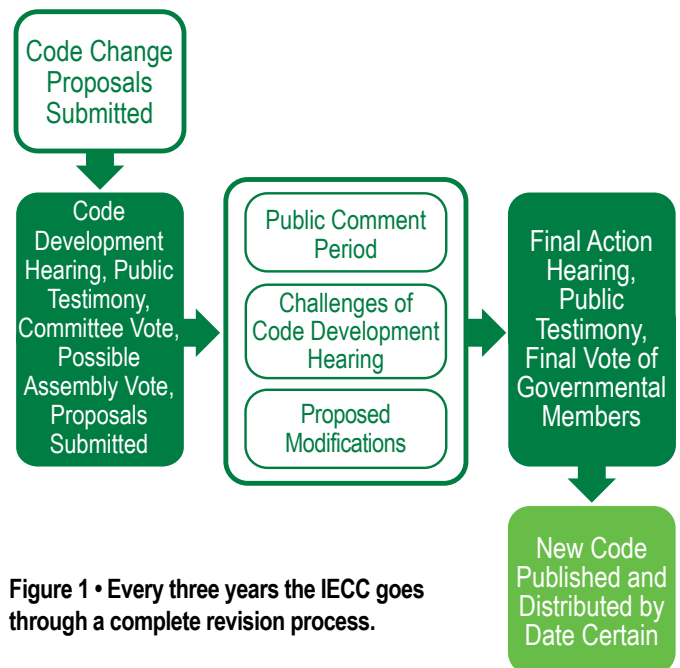 Code Change
Proposals
Submitted
Code
Development
Hearing, Public
Testimony,
Committee Vote,
Possible
Assembly Vote,
Proposals
Submitted
Public Comment
Period
Challenges of
Code Development
Hearing
Proposed
Modifications
Final Action
Hearing,
Public
Testimony,
Final Vote of
Governmental
Members
New Code
Published and
Distributed by
Date Certain
Figure 1 • Every three years the IECC goes
through a complete revision process.